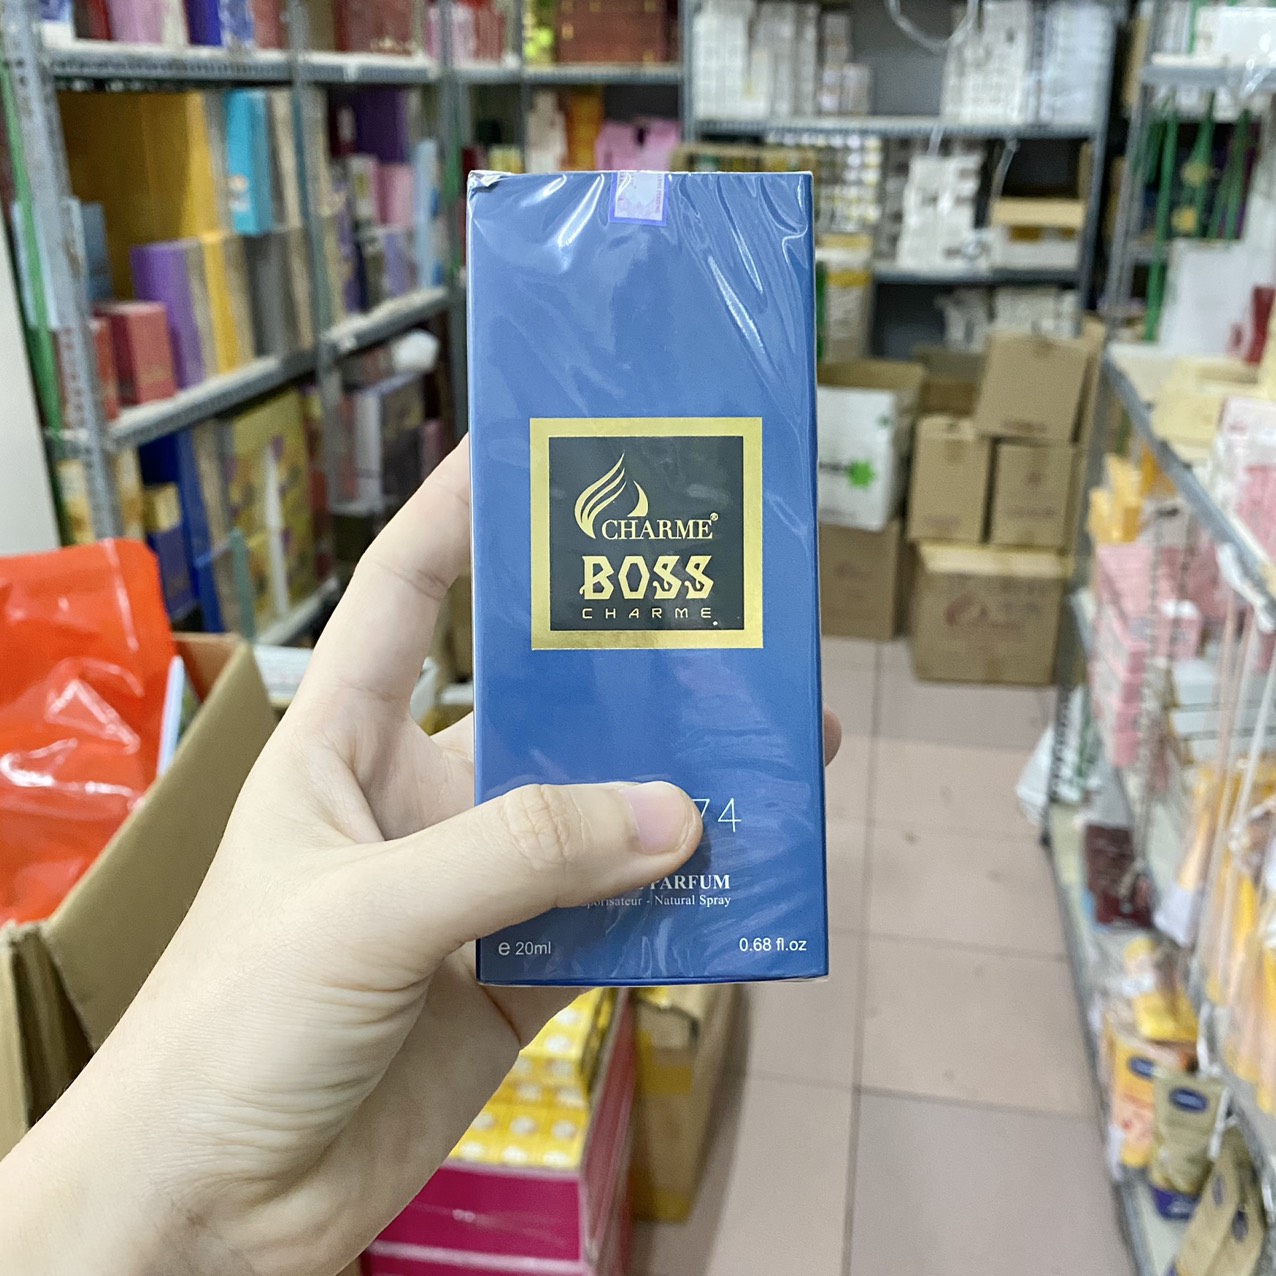 CHARME®
BOSS
CHARME
74
PARFUM
- Natural Spray
e 20ml
0.68 fl.oz